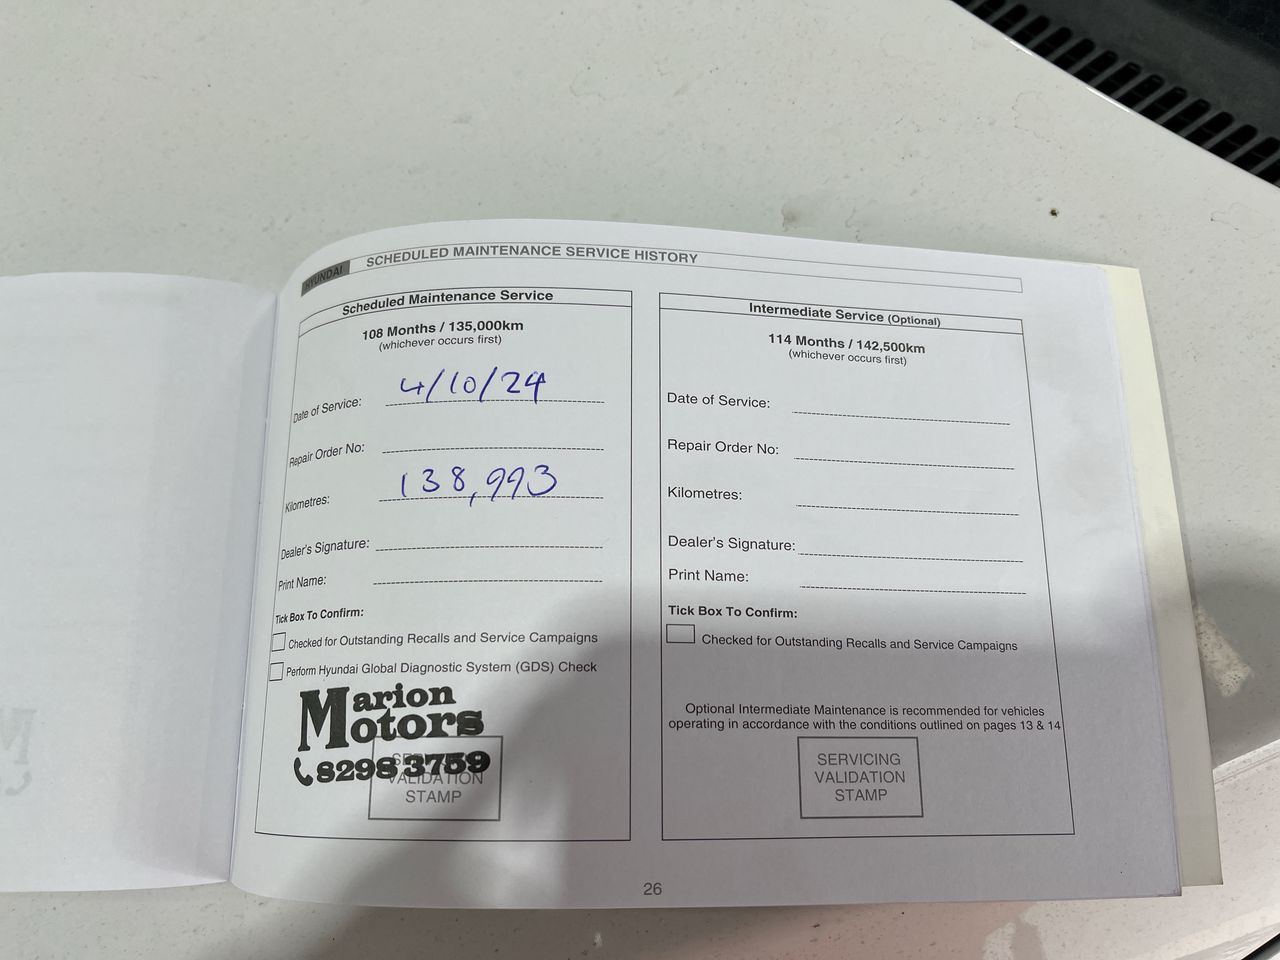 HYUNDAI
SCHEDULED MAINTENANCE SERVICE HISTORY
Scheduled Maintenance Service
108 Months / 135,000km
(whichever occurs first)
Date of Service: 4/10/24
Repair Order No:
Kilometres: 138,993
Dealer's Signature:
Print Name:
Tick Box To Confirm:
Checked for Outstanding Recalls and Service Campaigns
Perform Hyundai Global Diagnostic System (GDS) Check
Marion
Motors
8298 3759
SERVICING
VALIDATION
STAMP
Intermediate Service (Optional)
114 Months / 142,500km
(whichever occurs first)
Date of Service:
Repair Order No:
Kilometres:
Dealer's Signature:
Print Name:
Tick Box To Confirm:
Checked for Outstanding Recalls and Service Campaigns
Optional Intermediate Maintenance is recommended for vehicles
operating in accordance with the conditions outlined on pages 13 & 14
SERVICING
VALIDATION
STAMP
26